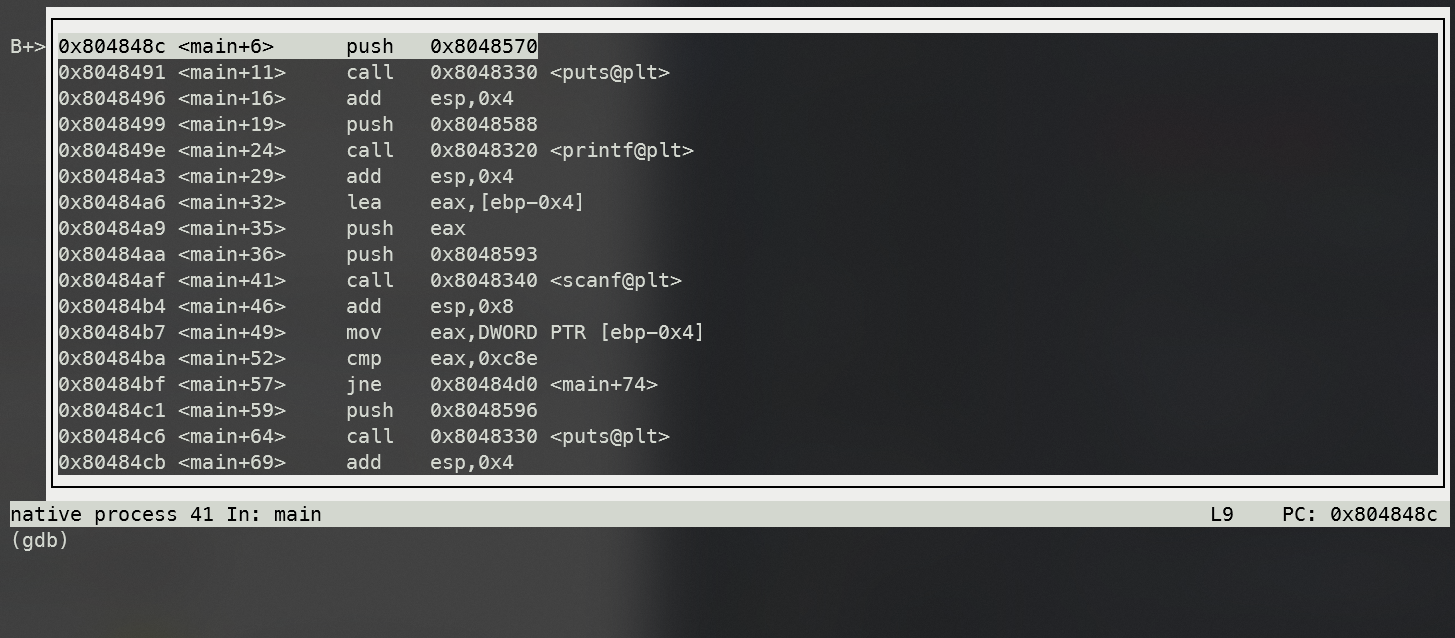 B+> 0x804848c <main+6>      push   0x8048570
0x8048491 <main+11>     call   0x8048330 <puts@plt>
0x8048496 <main+16>     add    esp,0x4
0x8048499 <main+19>     push   0x8048588
0x804849e <main+24>     call   0x8048320 <printf@plt>
0x80484a3 <main+29>     add    esp,0x4
0x80484a6 <main+32>     lea    eax,[ebp-0x4]
0x80484a9 <main+35>     push   eax
0x80484aa <main+36>     push   0x8048593
0x80484af <main+41>     call   0x8048340 <scanf@plt>
0x80484b4 <main+46>     add    esp,0x8
0x80484b7 <main+49>     mov    eax,DWORD PTR [ebp-0x4]
0x80484ba <main+52>     cmp    eax,0xc8e
0x80484bf <main+57>     jne    0x80484d0 <main+74>
0x80484c1 <main+59>     push   0x8048596
0x80484c6 <main+64>     call   0x8048330 <puts@plt>
0x80484cb <main+69>     add    esp,0x4
native process 41 In: main    L9    PC: 0x804848c
(gdb)